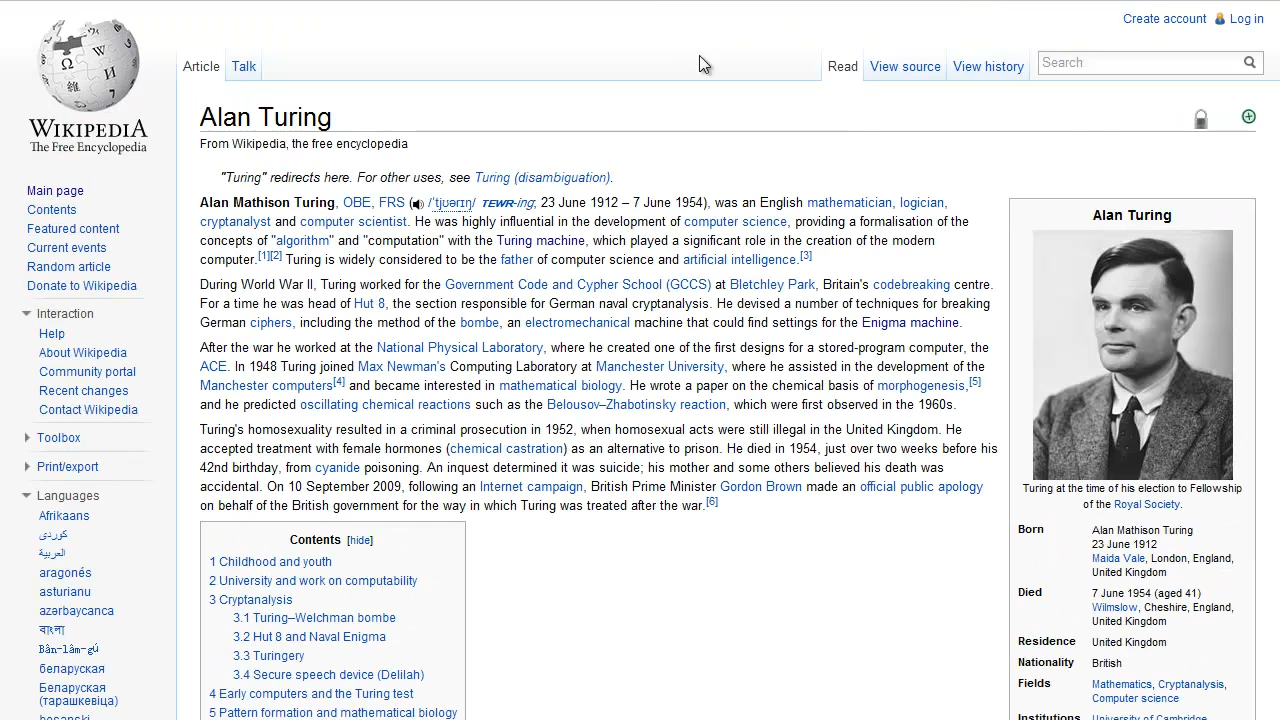 Create account Log in
Article Talk Read View source View history Search
WIKIPEDIA
The Free Encyclopedia
Main page
Contents
Featured content
Current events
Random article
Donate to Wikipedia
Interaction
Help
About Wikipedia
Community portal
Recent changes
Contact Wikipedia
Toolbox
Print/export
Languages
Afrikaans
کوردی
العربية
aragonés
asturianu
azərbaycanca
বাংলা
Bân-lâm-gú
беларуская
Беларуская
(тарашкевіца)
bosanski
Alan Turing
From Wikipedia, the free encyclopedia
"Turing" redirects here. For other uses, see Turing (disambiguation).
Alan Mathison Turing, OBE, FRS (/ˈtjʊərɪŋ/ TEWR-ing; 23 June 1912 – 7 June 1954), was an English mathematician, logician,
cryptanalyst and computer scientist. He was highly influential in the development of computer science, providing a formalisation of the
concepts of "algorithm" and "computation" with the Turing machine, which played a significant role in the creation of the modern
computer.[1][2] Turing is widely considered to be the father of computer science and artificial intelligence.[3]
During World War II, Turing worked for the Government Code and Cypher School (GCCS) at Bletchley Park, Britain's codebreaking centre.
For a time he was head of Hut 8, the section responsible for German naval cryptanalysis. He devised a number of techniques for breaking
German ciphers, including the method of the bombe, an electromechanical machine that could find settings for the Enigma machine.
After the war he worked at the National Physical Laboratory, where he created one of the first designs for a stored-program computer, the
ACE. In 1948 Turing joined Max Newman's Computing Laboratory at Manchester University, where he assisted in the development of the
Manchester computers[4] and became interested in mathematical biology. He wrote a paper on the chemical basis of morphogenesis,[5]
and he predicted oscillating chemical reactions such as the Belousov–Zhabotinsky reaction, which were first observed in the 1960s.
Turing's homosexuality resulted in a criminal prosecution in 1952, when homosexual acts were still illegal in the United Kingdom. He
accepted treatment with female hormones (chemical castration) as an alternative to prison. He died in 1954, just over two weeks before his
42nd birthday, from cyanide poisoning. An inquest determined it was suicide; his mother and some others believed his death was
accidental. On 10 September 2009, following an Internet campaign, British Prime Minister Gordon Brown made an official public apology
on behalf of the British government for the way in which Turing was treated after the war.[6]
Contents [hide]
1 Childhood and youth
2 University and work on computability
3 Cryptanalysis
3.1 Turing–Welchman bombe
3.2 Hut 8 and Naval Enigma
3.3 Turingery
3.4 Secure speech device (Delilah)
4 Early computers and the Turing test
5 Pattern formation and mathematical biology
Alan Turing
Turing at the time of his election to Fellowship
of the Royal Society.
Born Alan Mathison Turing
23 June 1912
Maida Vale, London, England,
United Kingdom
Died 7 June 1954 (aged 41)
Wilmslow, Cheshire, England,
United Kingdom
Residence United Kingdom
Nationality British
Fields Mathematics, Cryptanalysis,
Computer science
Institutions University of Cambridge